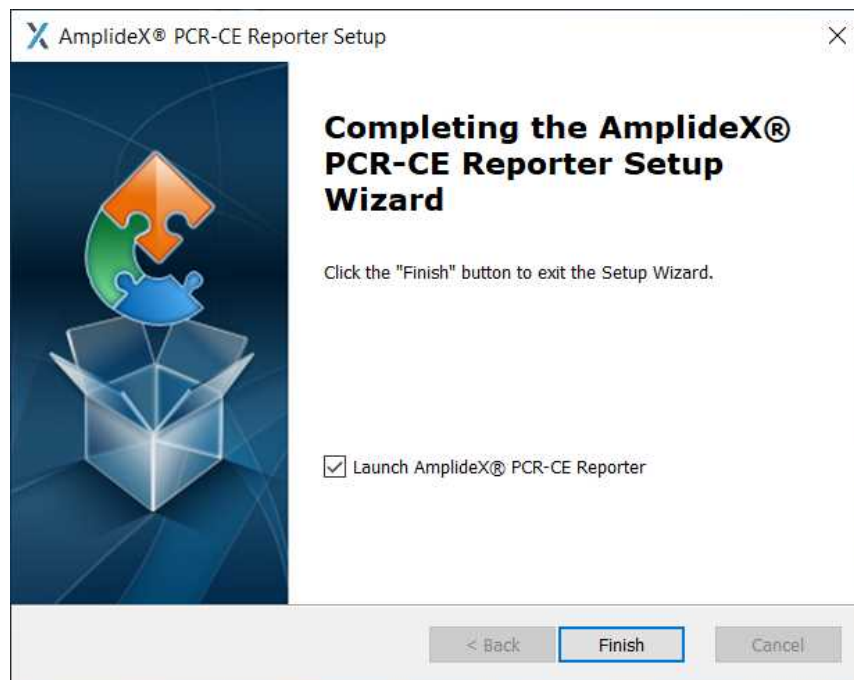 AmplideX® PCR-CE Reporter Setup
Completing the AmplideX®
PCR-CE Reporter Setup
Wizard
Click the "Finish" button to exit the Setup Wizard.
Launch AmplideX® PCR-CE Reporter
< Back Finish Cancel